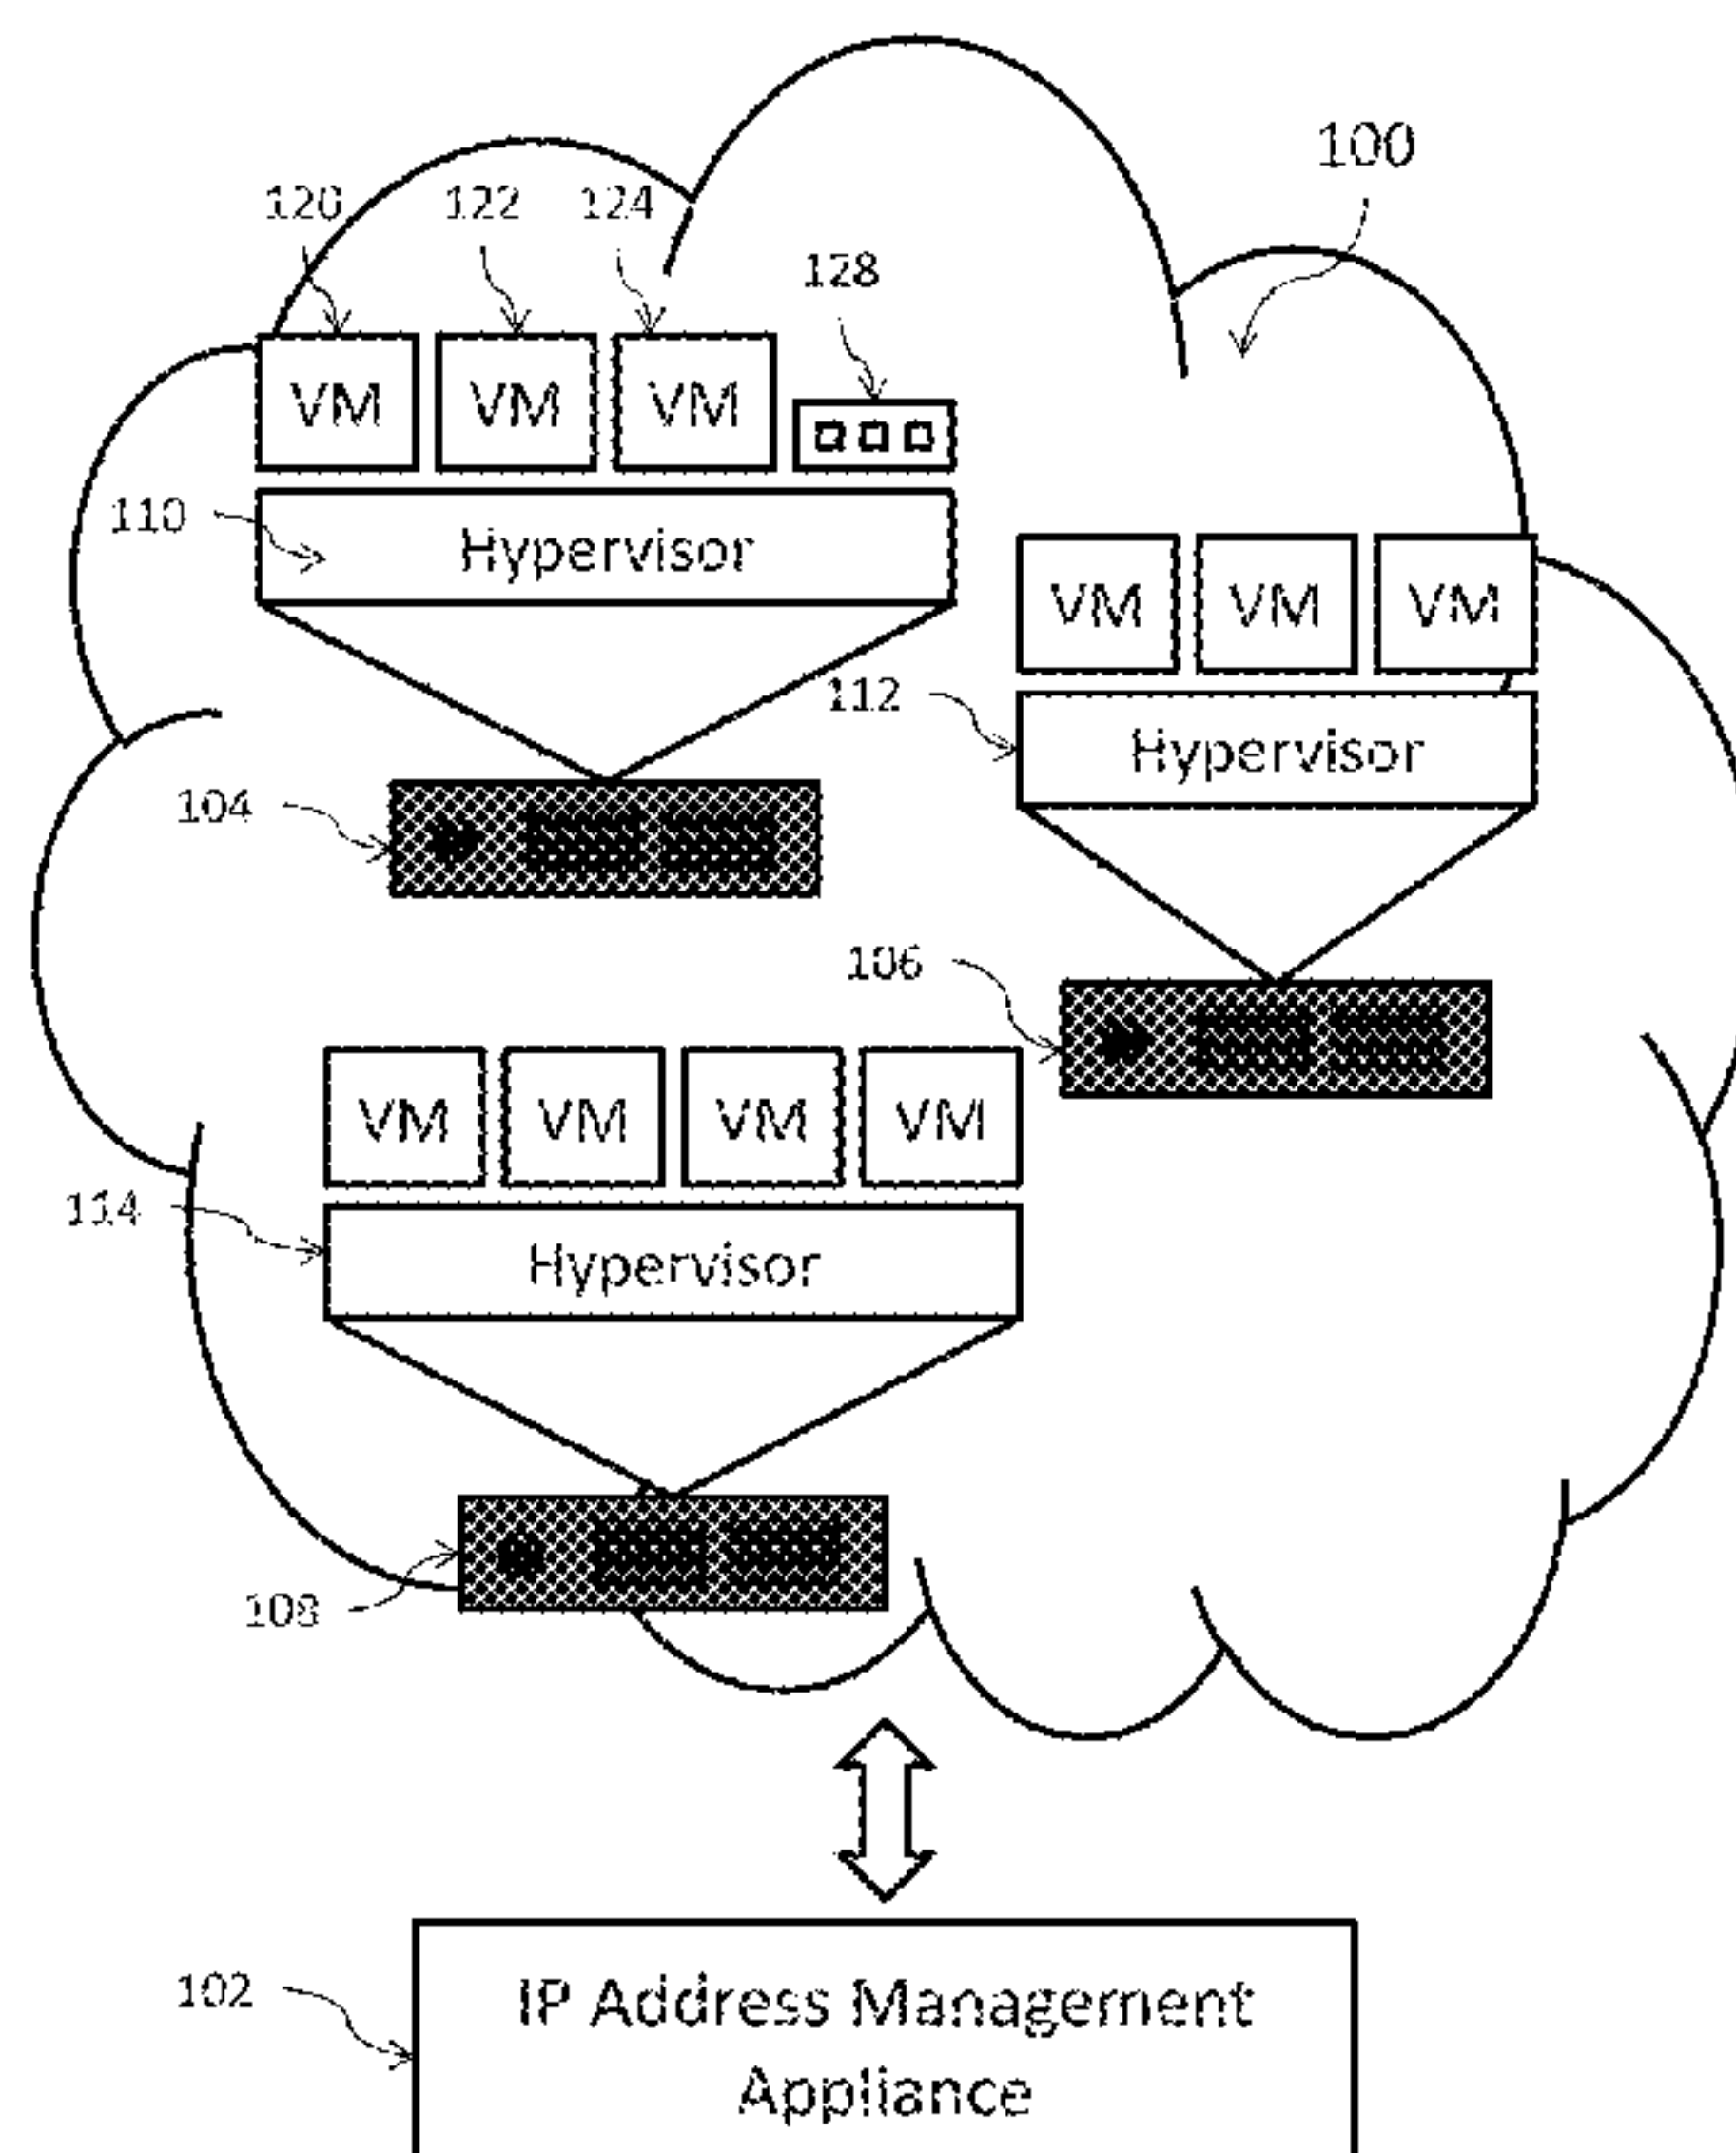 100
120 122 124
128
VM VM VM
110
Hypervisor
VM VM VM
112
Hypervisor
104
106
VM VM VM VM
114
Hypervisor
108
102
IP Address Management
Appliance